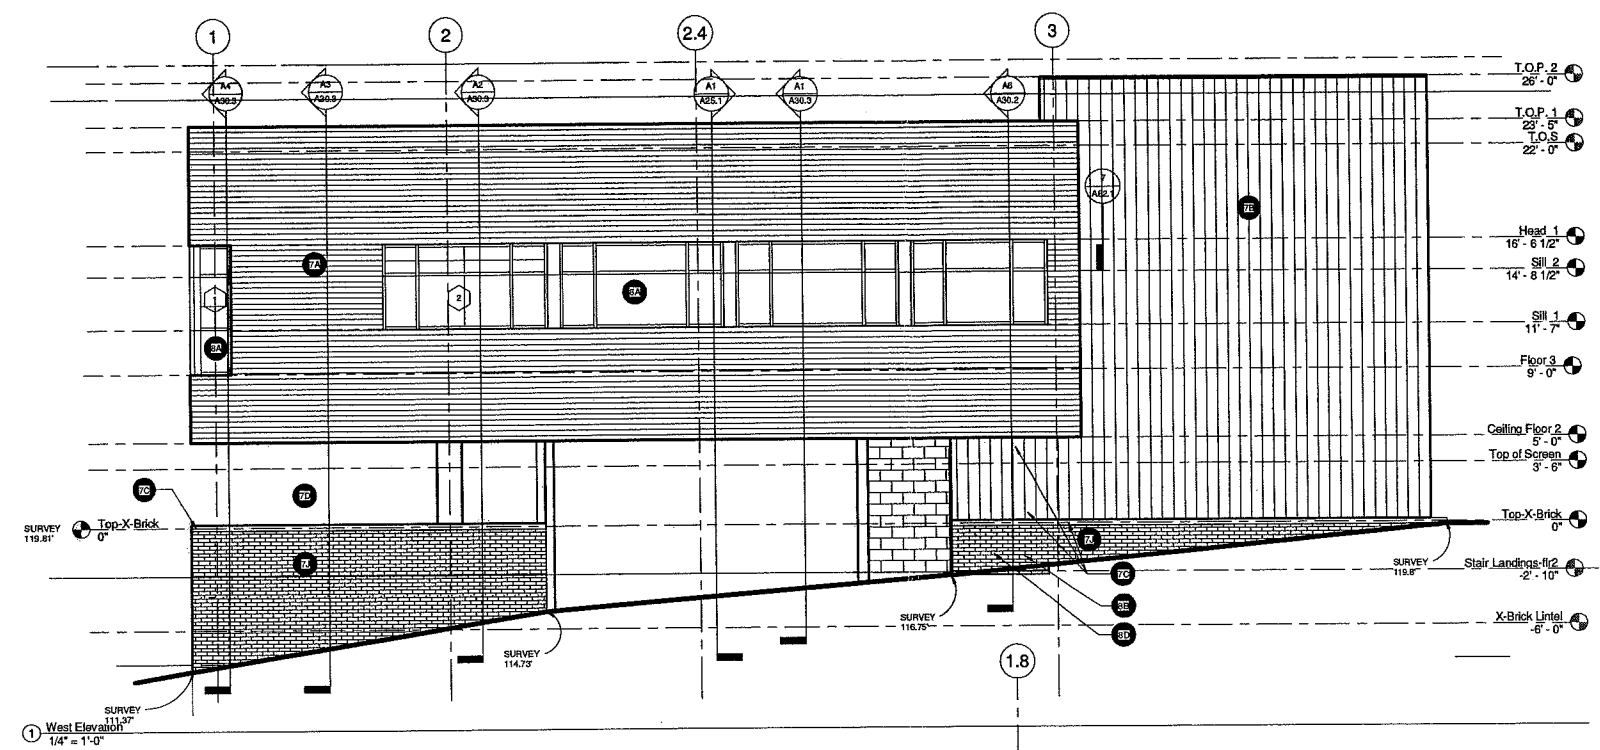 1
2
2.4
3
A4
A30.3
A3
A30.3
A2
A30.3
A1
A25.1
A1
A30.3
A6
A30.2
T.O.P. 2
26' - 0"
T.O.P. 1
23' - 5"
T.O.S
22' - 0"
7
7B
Head 1
16' - 6 1/2"
7A
Sill 2
14' - 8 1/2"
1
2
8A
Sill 1
11' - 7"
8A
Floor 3
9' - 0"
Ceiling Floor 2
5' - 0"
Top of Screen
3' - 6"
7C
7D
SURVEY
119.81'
Top-X-Brick
0"
Top-X-Brick
0"
7J
7J
SURVEY
119.8'
Stair Landings-flr2
-2' - 10"
7C
8E
SURVEY
116.75'
X-Brick Lintel
-6' - 0"
8D
SURVEY
114.73'
1.8
SURVEY
111.37'
1 West Elevation
1/4" = 1'-0"